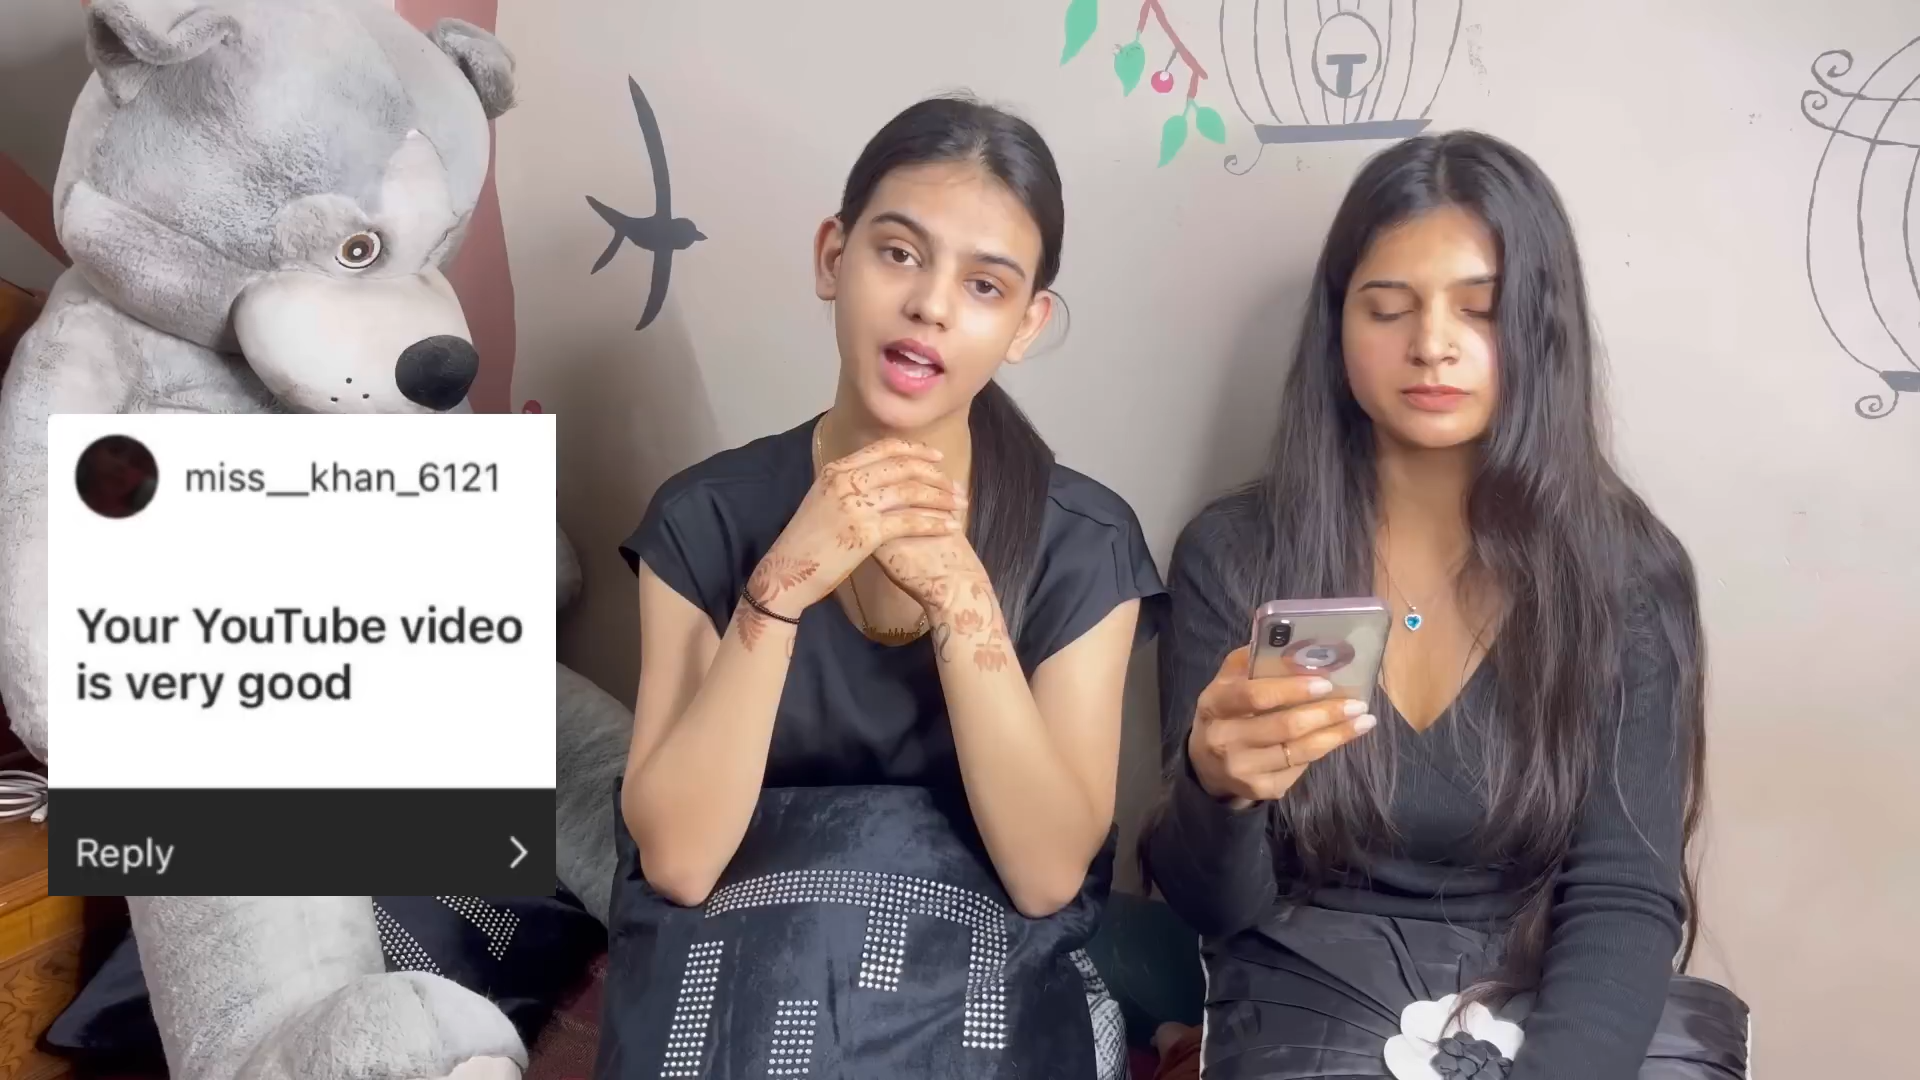 T
miss__khan_6121
Your YouTube video
is very good
Reply